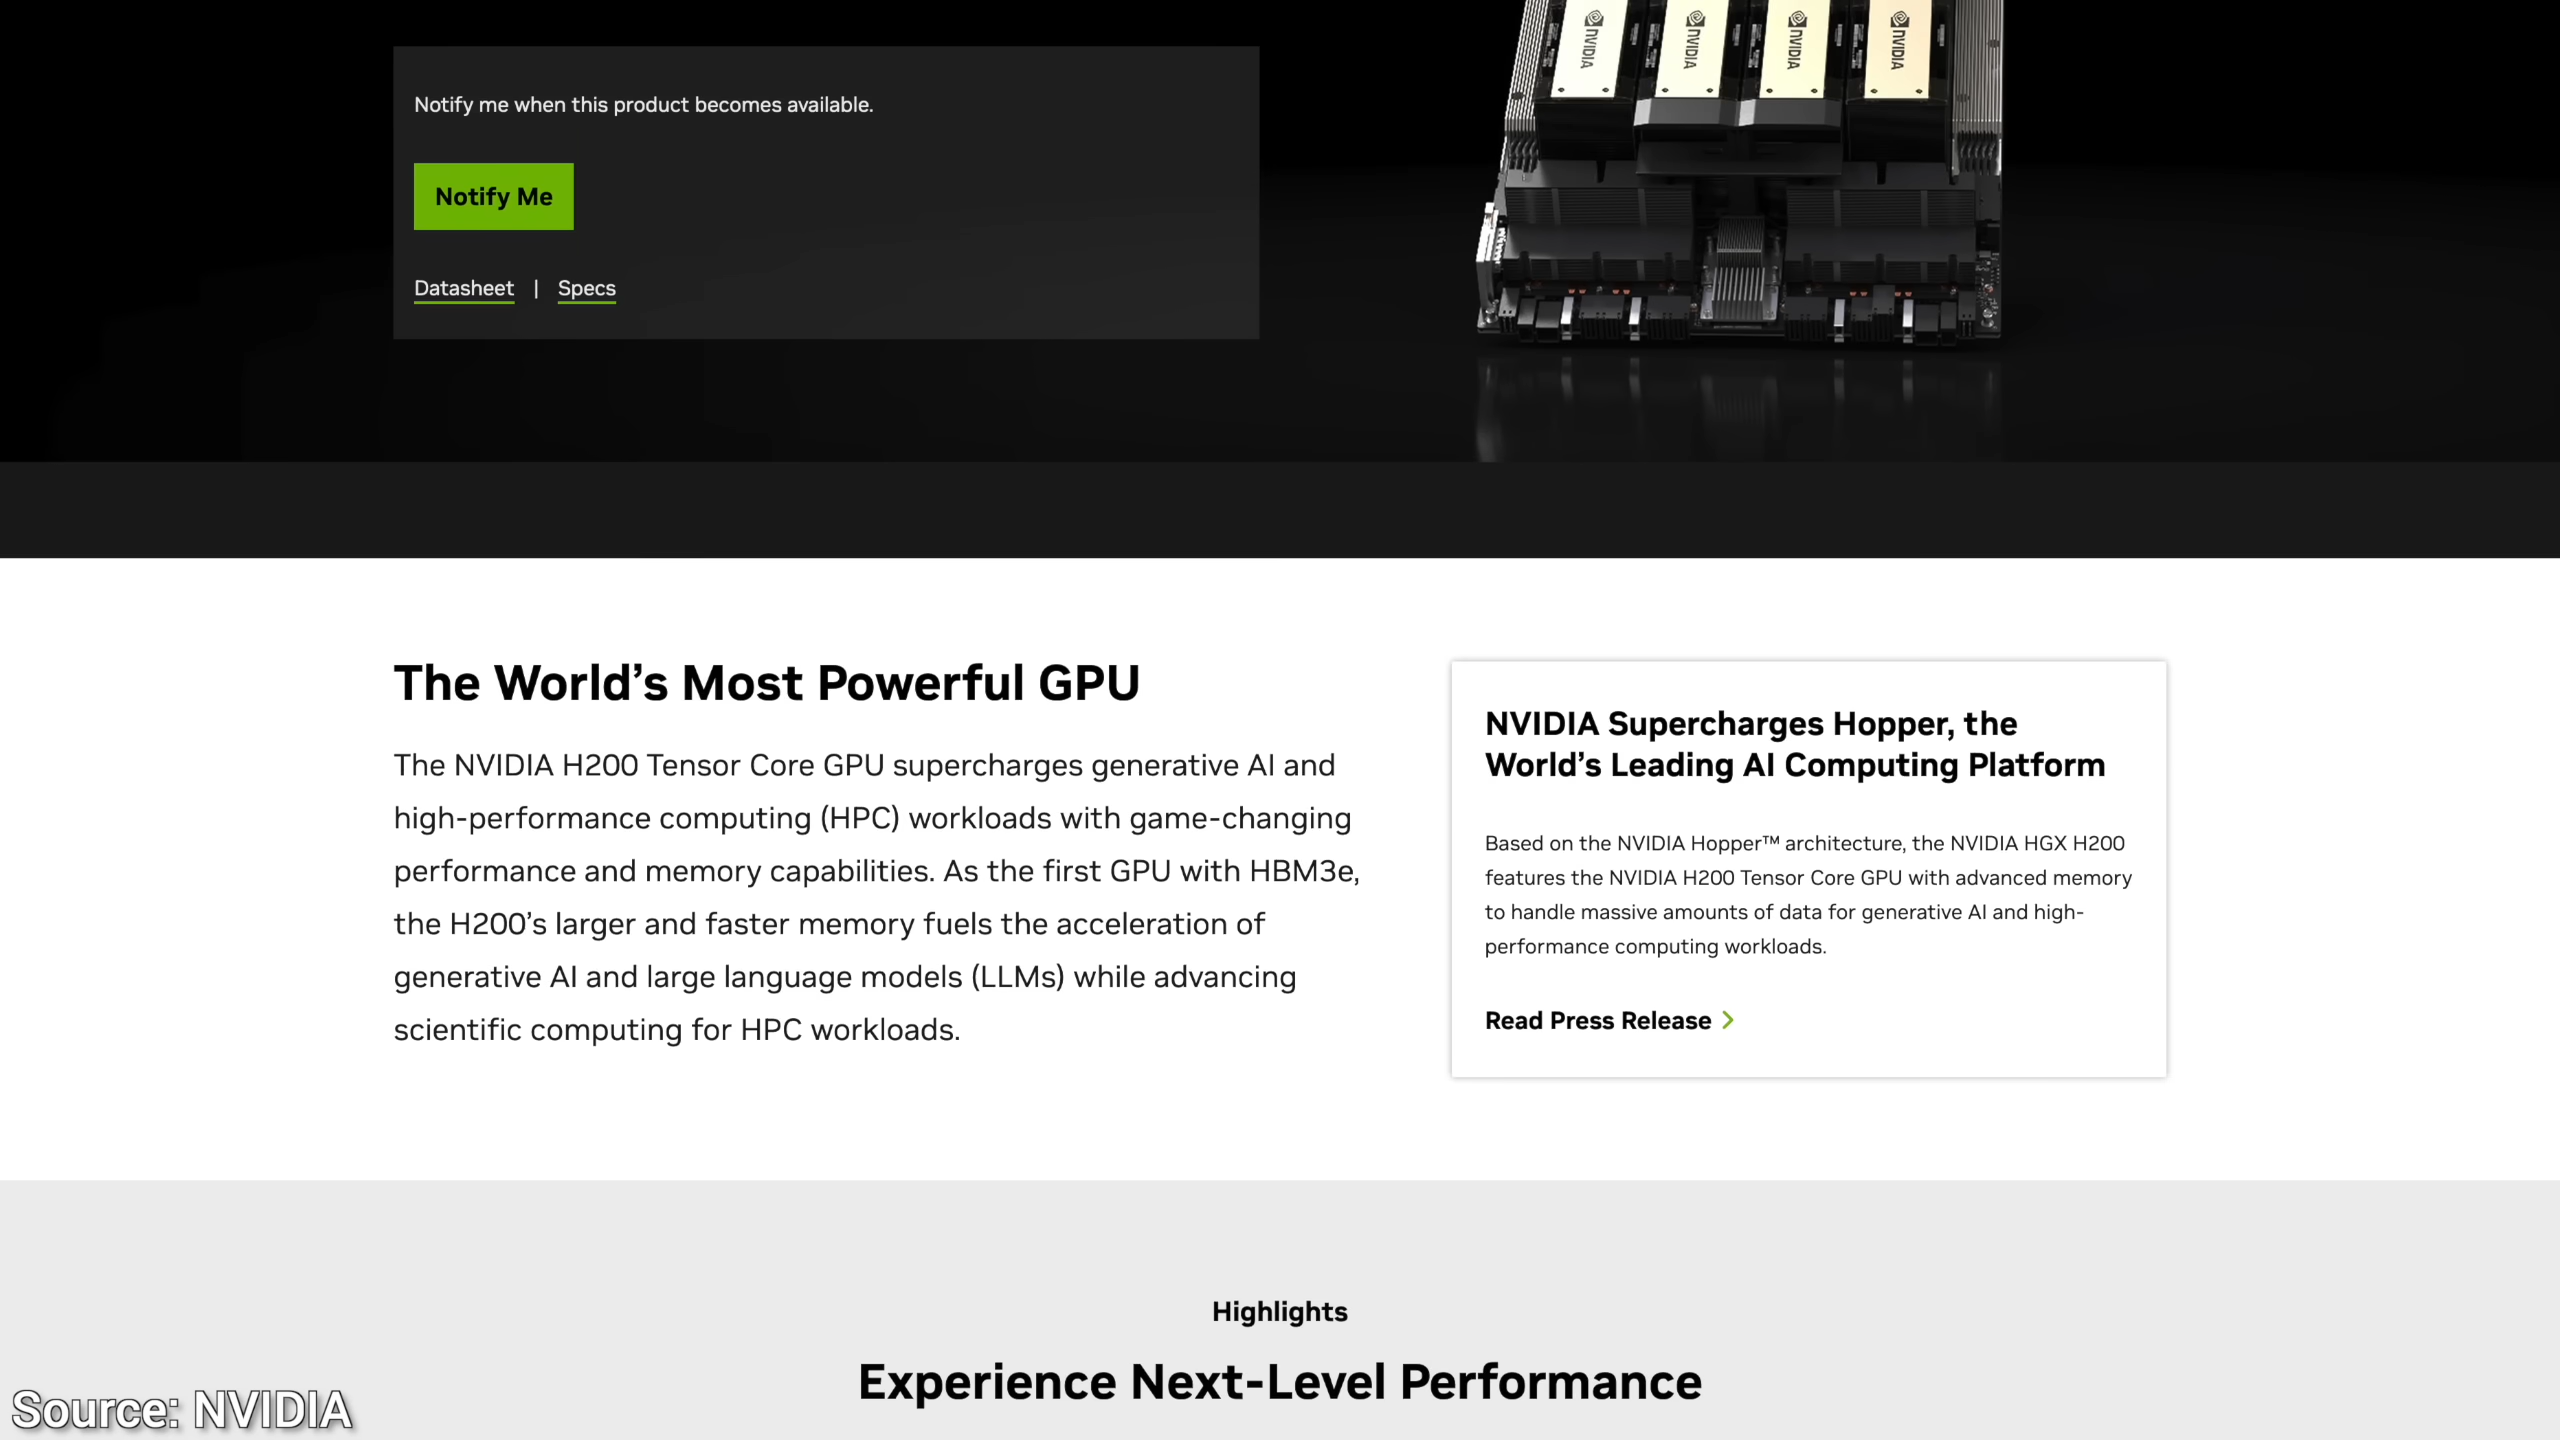 NVIDIA
NVIDIA
NVIDIA
NVIDIA
Notify me when this product becomes available.
Notify Me
Datasheet | Specs
The World’s Most Powerful GPU
The NVIDIA H200 Tensor Core GPU supercharges generative AI and
high-performance computing (HPC) workloads with game-changing
performance and memory capabilities. As the first GPU with HBM3e,
the H200’s larger and faster memory fuels the acceleration of
generative AI and large language models (LLMs) while advancing
scientific computing for HPC workloads.
NVIDIA Supercharges Hopper, the
World’s Leading AI Computing Platform
Based on the NVIDIA Hopper™ architecture, the NVIDIA HGX H200
features the NVIDIA H200 Tensor Core GPU with advanced memory
to handle massive amounts of data for generative AI and high-
performance computing workloads.
Read Press Release
Highlights
Experience Next-Level Performance
Source: NVIDIA